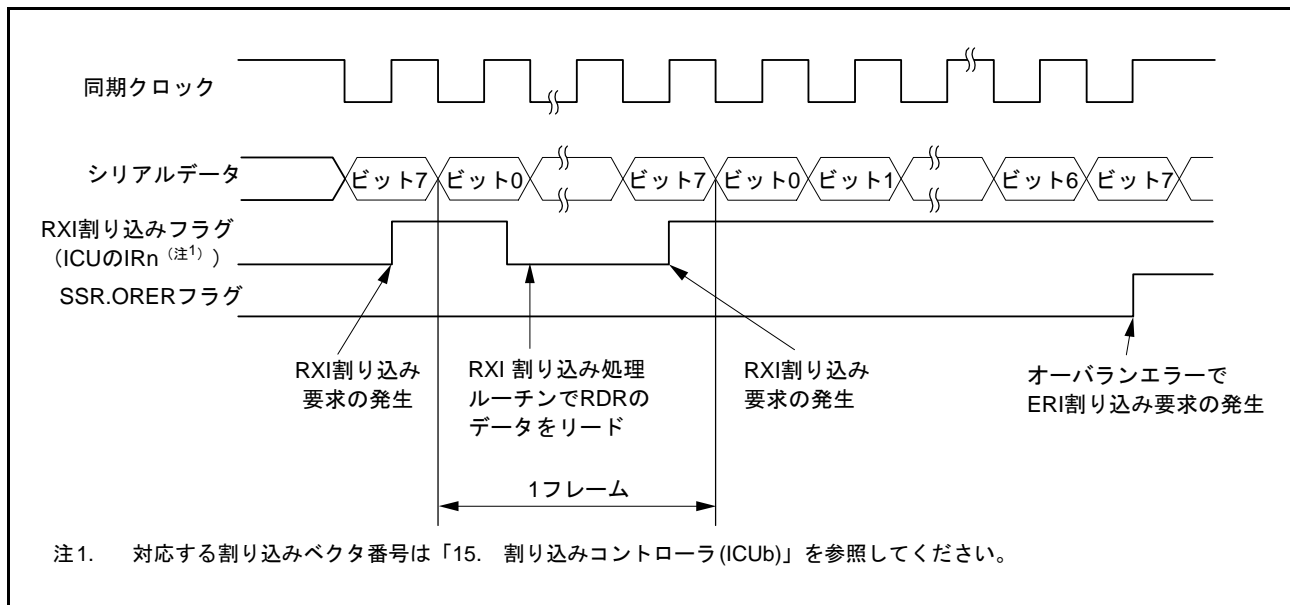 同期クロック
シリアルデータ
ビット7 ビット0 ビット7 ビット0 ビット1 ビット6 ビット7
RXI割り込みフラグ
（ICUのIRn（注1））
SSR.ORERフラグ
RXI割り込み
要求の発生
RXI 割り込み処理
ルーチンでRDRの
データをリード
RXI割り込み
要求の発生
オーバランエラーで
ERI割り込み要求の発生
1フレーム
注1. 対応する割り込みベクタ番号は「15. 割り込みコントローラ(ICUb)」を参照してください。